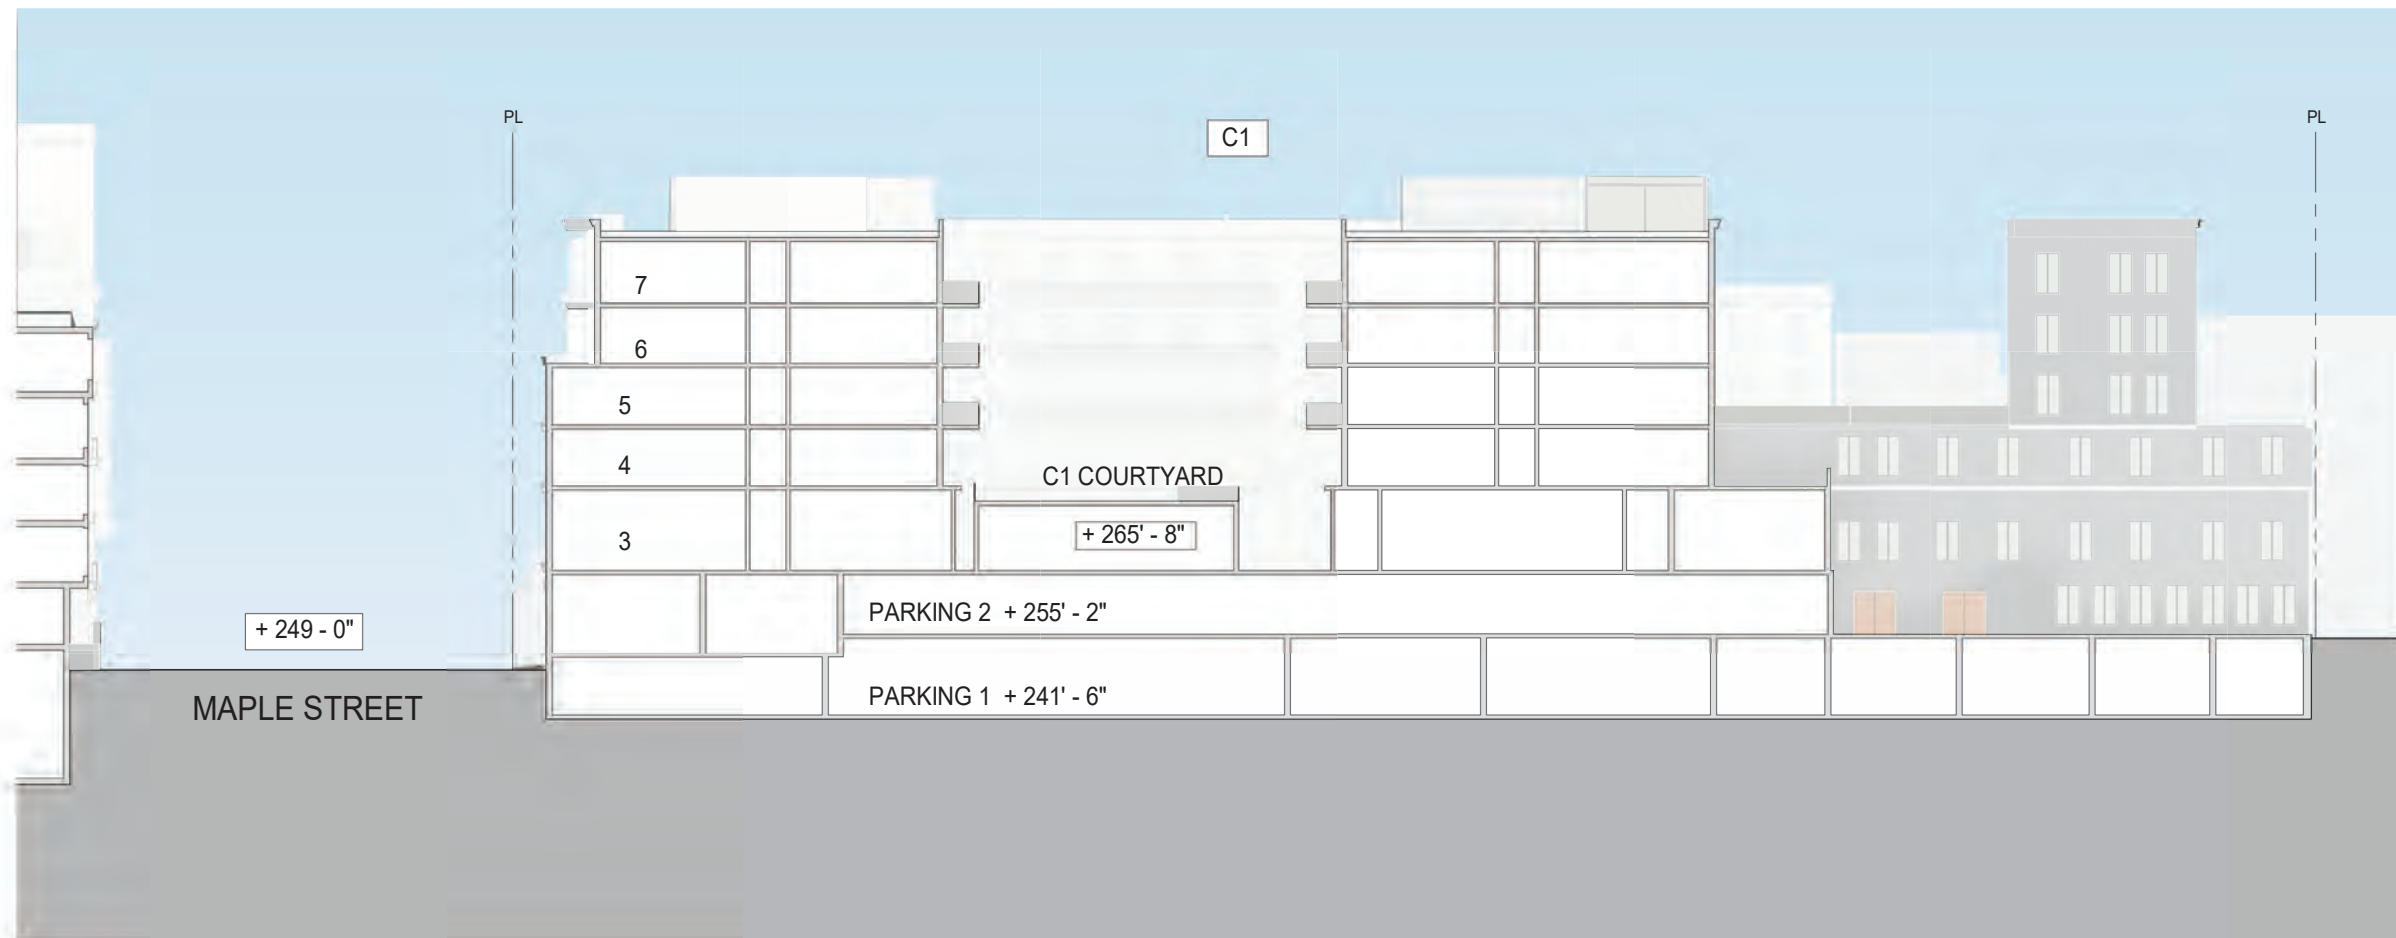 PL
PL
C1
7
6
5
4
C1 COURTYARD
3
+ 265' - 8"
PARKING 2 + 255' - 2"
+ 249 - 0"
PARKING 1 + 241' - 6"
MAPLE STREET